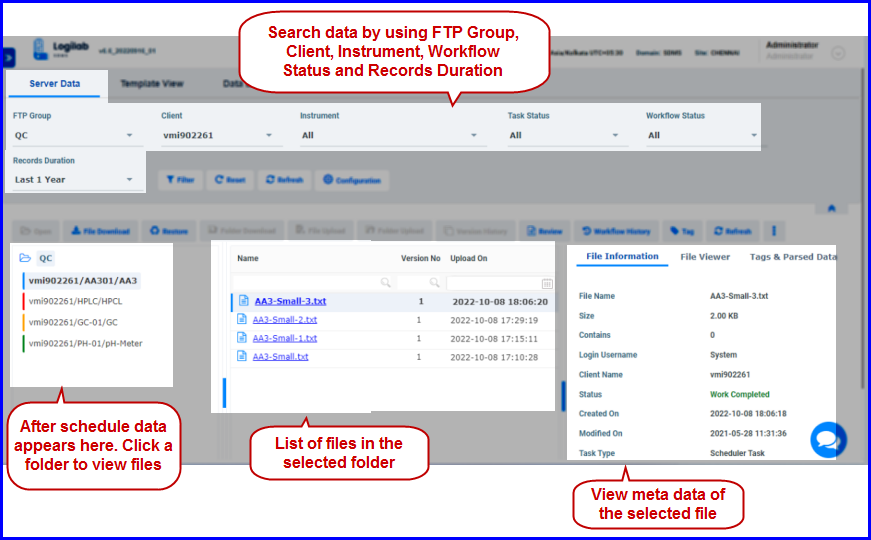 Search data by using FTP Group,
Client, Instrument, Workflow
Status and Records Duration
Logilab
v6.6_20220910_01
Asia/Kolkata UTC+05:30 Domain: SDMS Site: CHENNAI
Administrator
Administrator
Server Data Template View Data
FTP Group Client Instrument Task Status Workflow Status
QC vmi902261 All All All
Records Duration
Last 1 Year
Filter Reset Refresh Configuration
Open File Download Restore Folder Download File Upload Folder Upload Version History Review Workflow History Tag Refresh
QC
vmi902261/AA301/AA3
vmi902261/HPLC/HPCL
vmi902261/GC-01/GC
vmi902261/PH-01/pH-Meter
Name Version No Upload On
AA3-Small-3.txt 1 2022-10-08 18:06:20
AA3-Small-2.txt 1 2022-10-08 17:29:19
AA3-Small-1.txt 1 2022-10-08 17:15:11
AA3-Small.txt 1 2022-10-08 17:10:28
File Information File Viewer Tags & Parsed Data
File Name AA3-Small-3.txt
Size 2.00 KB
Contains 0
Login Username System
Client Name vmi902261
Status Work Completed
Created On 2022-10-08 18:06:18
Modified On 2021-05-28 11:31:36
Task Type Scheduler Task
After schedule data
appears here. Click a
folder to view files
List of files in the
selected folder
View meta data of
the selected file